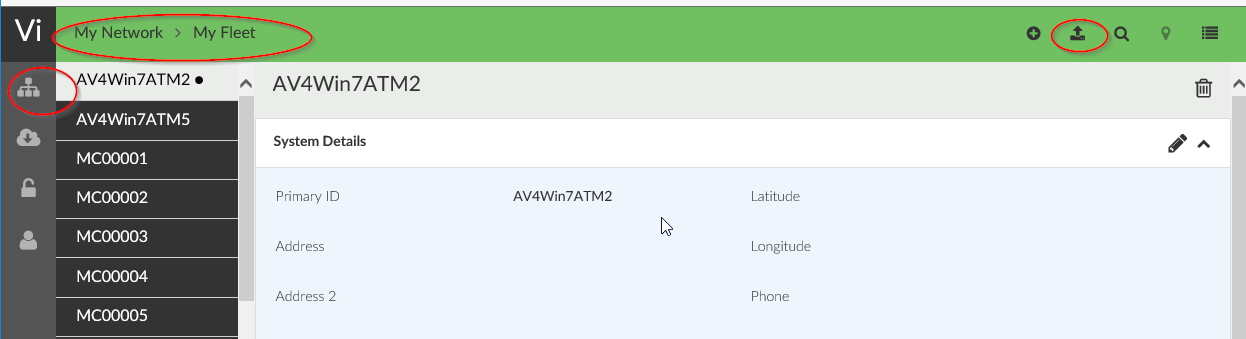 Vi
My Network > My Fleet
AV4Win7ATM2 ●
AV4Win7ATM5
MC00001
MC00002
MC00003
MC00004
MC00005
AV4Win7ATM2
System Details
Primary ID AV4Win7ATM2 Latitude
Address Longitude
Address 2 Phone